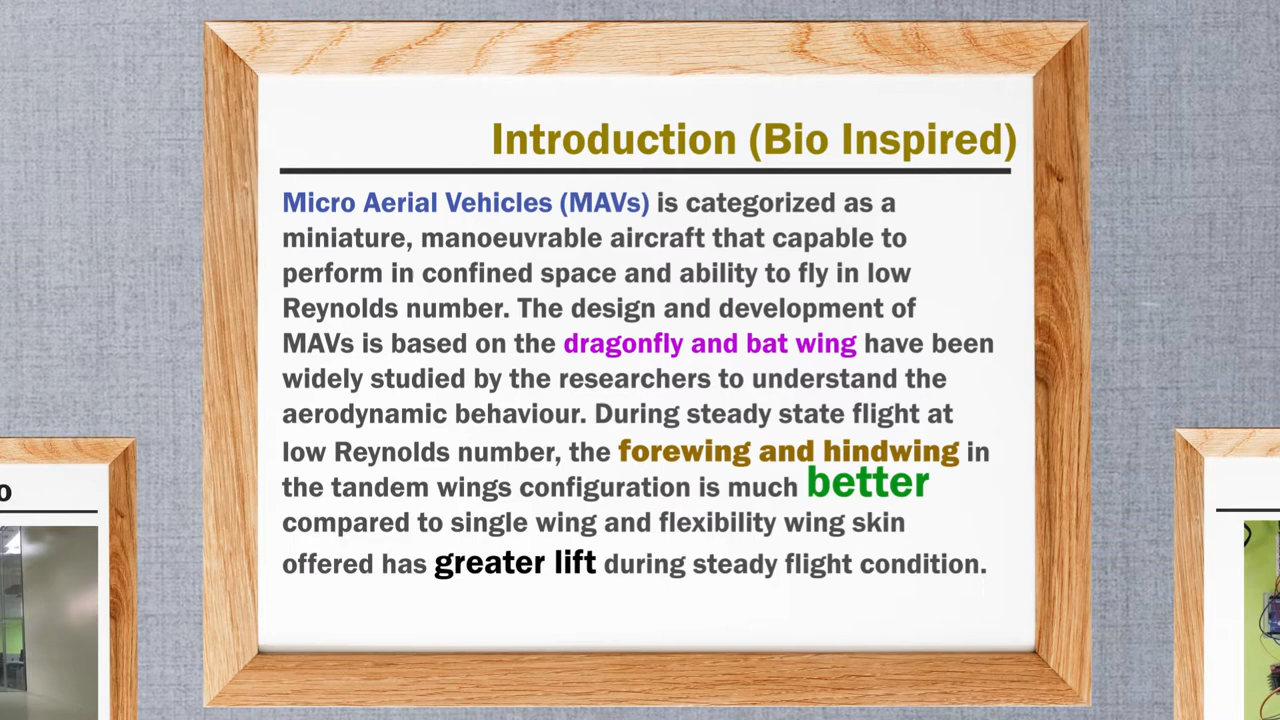 Introduction (Bio Inspired)
Micro Aerial Vehicles (MAVs) is categorized as a
miniature, manoeuvrable aircraft that capable to
perform in confined space and ability to fly in low
Reynolds number. The design and development of
MAVs is based on the dragonfly and bat wing have been
widely studied by the researchers to understand the
aerodynamic behaviour. During steady state flight at
low Reynolds number, the forewing and hindwing in
the tandem wings configuration is much better
compared to single wing and flexibility wing skin
offered has greater lift during steady flight condition.